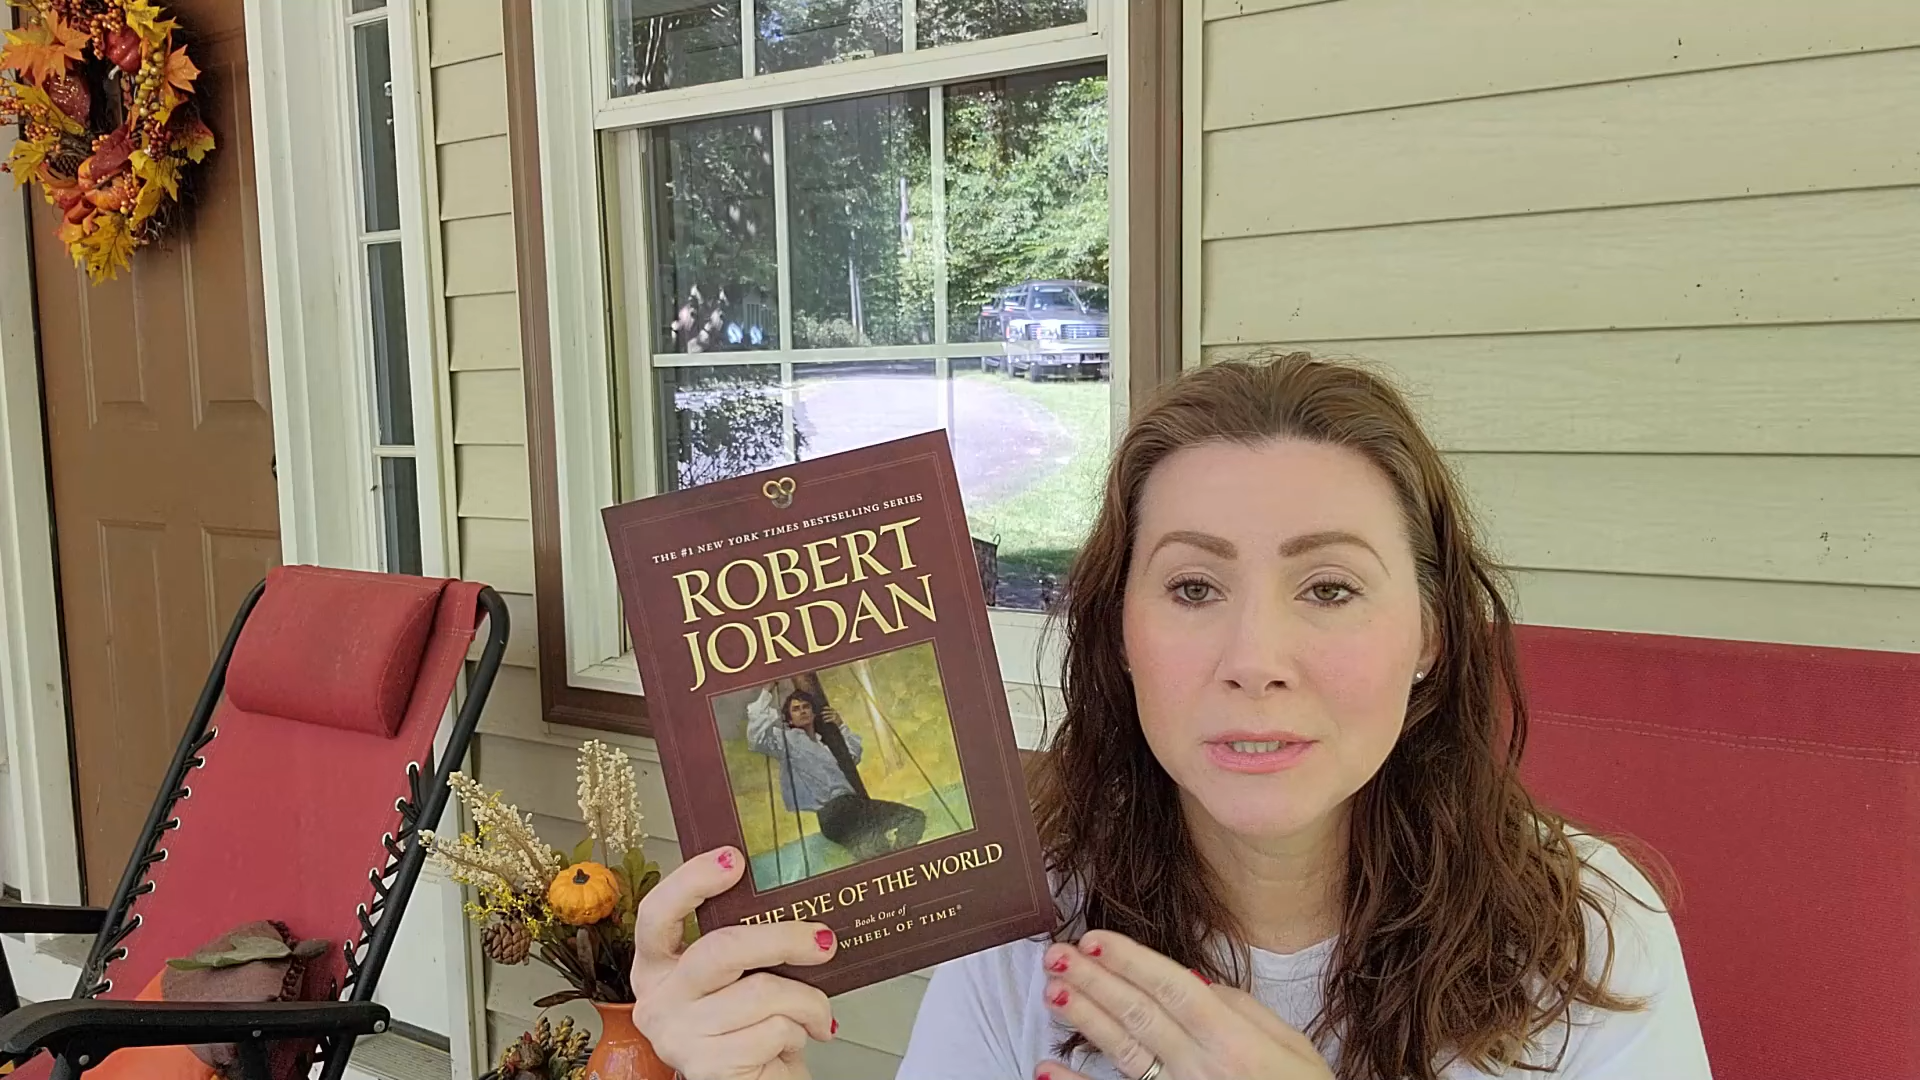 THE #1 NEW YORK TIMES BESTSELLING SERIES
ROBERT
JORDAN
THE EYE OF THE WORLD
Book One of
WHEEL OF TIME®